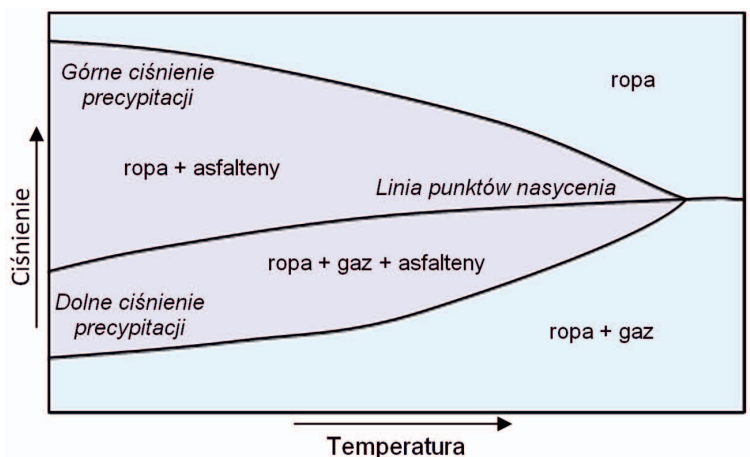 Górne ciśnienie
precypitacji
ropa
ropa + asfalteny
Linia punktów nasycenia
Ciśnienie
ropa + gaz + asfalteny
Dolne ciśnienie
precypitacji
ropa + gaz
Temperatura